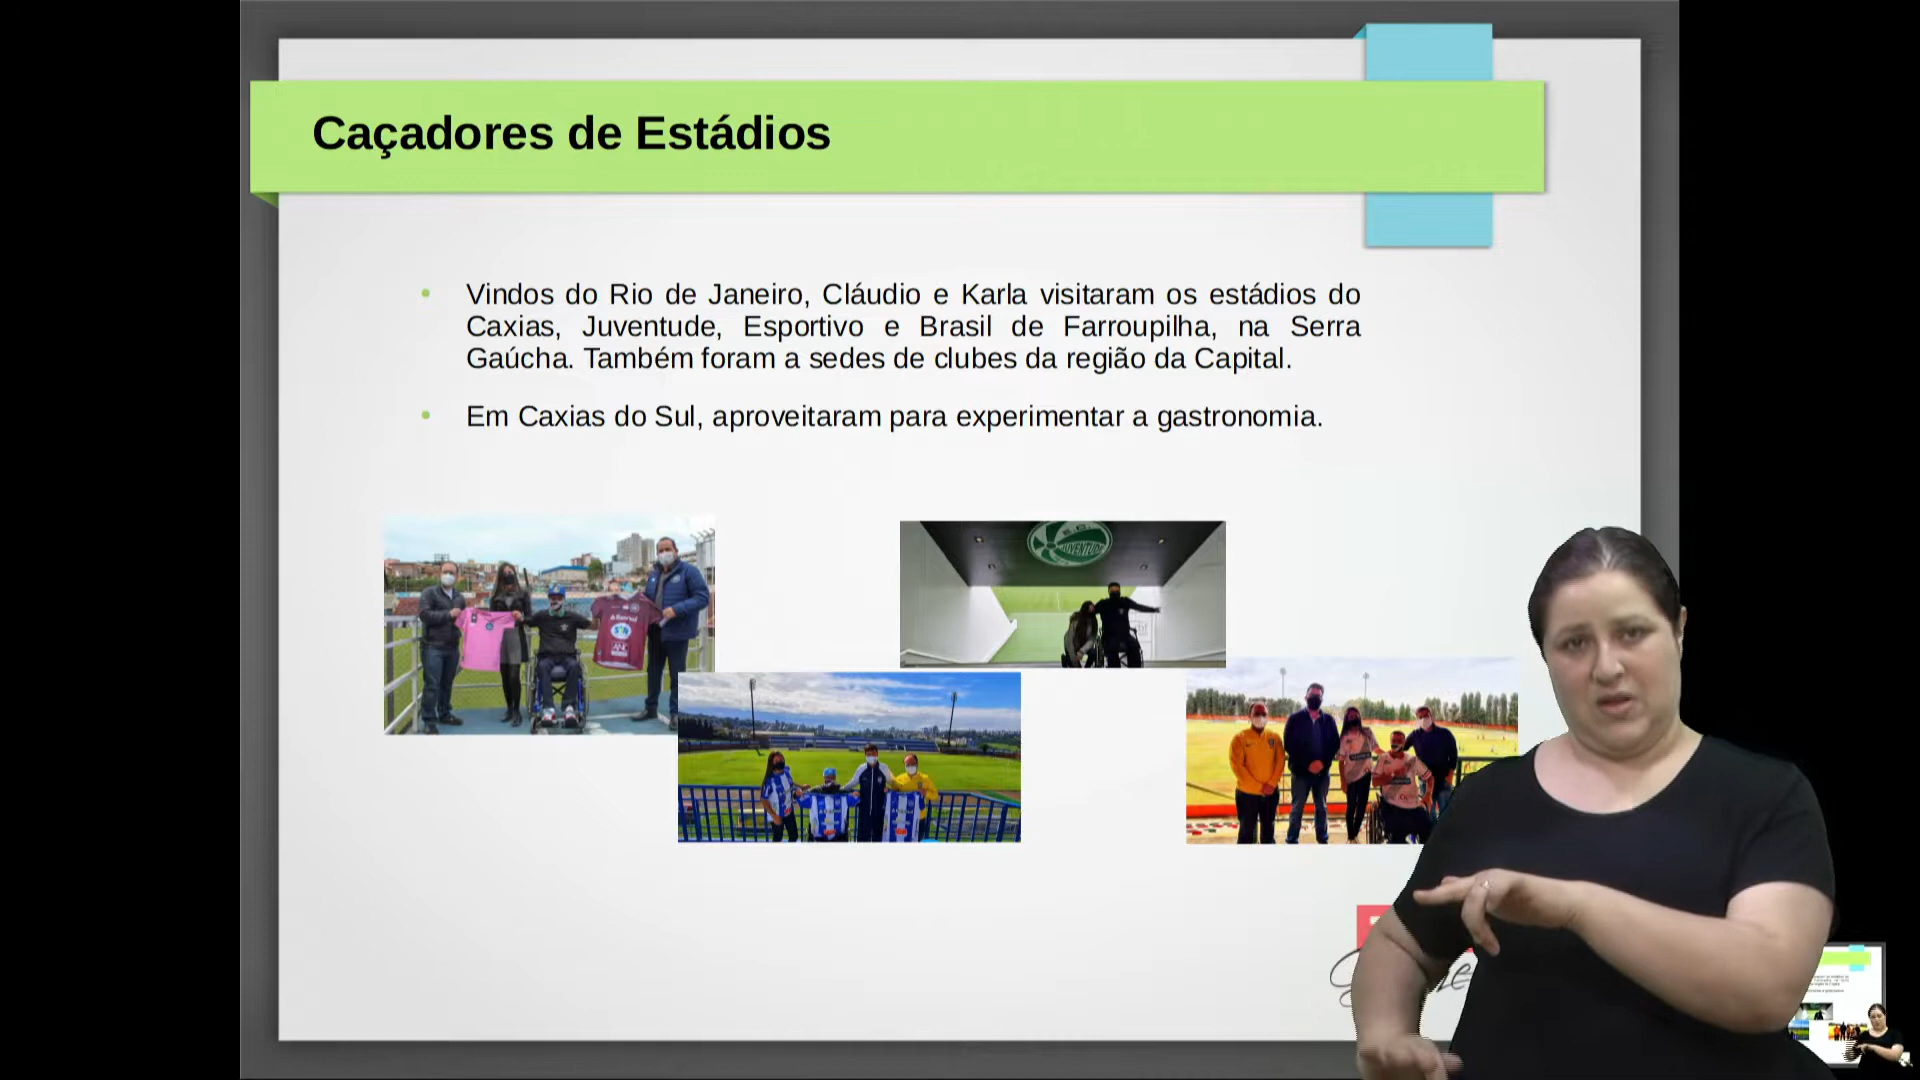 Caçadores de Estádios
Vindos do Rio de Janeiro, Cláudio e Karla visitaram os estádios do
Caxias, Juventude, Esportivo e Brasil de Farroupilha, na Serra
Gaúcha. Também foram a sedes de clubes da região da Capital.
Em Caxias do Sul, aproveitaram para experimentar a gastronomia.
JUVENTUDE